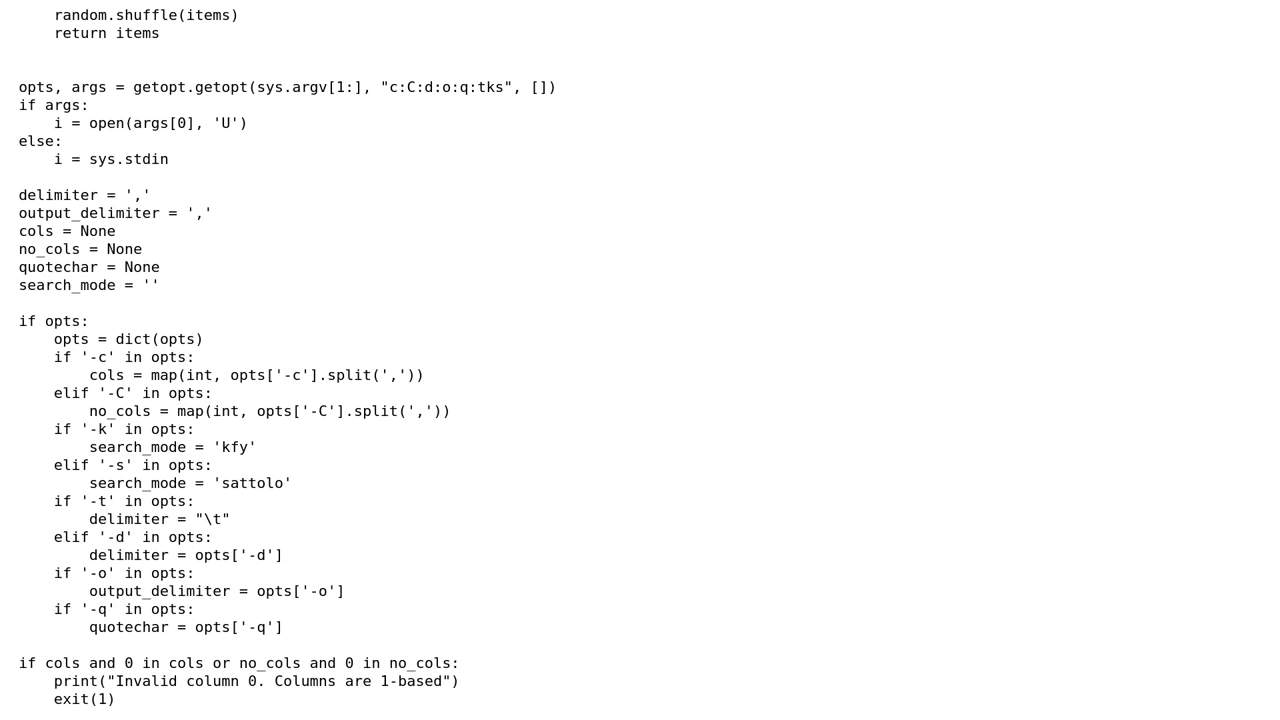 random.shuffle(items)
    return items


opts, args = getopt.getopt(sys.argv[1:], "c:C:d:o:q:tks", [])
if args:
    i = open(args[0], 'U')
else:
    i = sys.stdin

delimiter = ','
output_delimiter = ','
cols = None
no_cols = None
quotechar = None
search_mode = ''

if opts:
    opts = dict(opts)
    if '-c' in opts:
        cols = map(int, opts['-c'].split(','))
    elif '-C' in opts:
        no_cols = map(int, opts['-C'].split(','))
    if '-k' in opts:
        search_mode = 'kfy'
    elif '-s' in opts:
        search_mode = 'sattolo'
    if '-t' in opts:
        delimiter = "\t"
    elif '-d' in opts:
        delimiter = opts['-d']
    if '-o' in opts:
        output_delimiter = opts['-o']
    if '-q' in opts:
        quotechar = opts['-q']

if cols and 0 in cols or no_cols and 0 in no_cols:
    print("Invalid column 0. Columns are 1-based")
    exit(1)